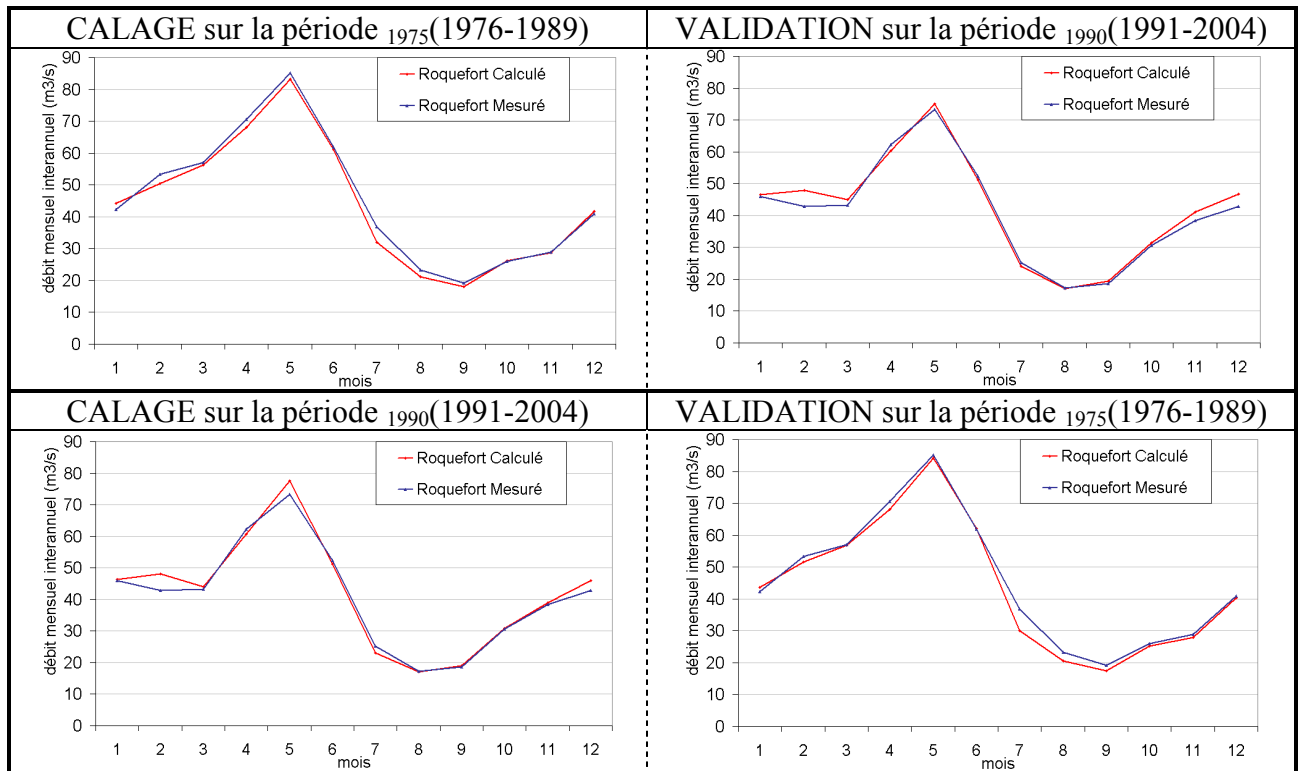 CALAGE sur la période 1975(1976-1989)
débit mensuel interannuel (m3/s)
90
80
70
60
50
40
30
20
10
0
Roquefort Calculé
Roquefort Mesuré
1 2 3 4 5 6 7 8 9 10 11 12
mois
VALIDATION sur la période 1990(1991-2004)
débit mensuel interannuel (m3/s)
90
80
70
60
50
40
30
20
10
0
Roquefort Calculé
Roquefort Mesuré
1 2 3 4 5 6 7 8 9 10 11 12
mois
CALAGE sur la période 1990(1991-2004)
débit mensuel interannuel (m3/s)
90
80
70
60
50
40
30
20
10
0
Roquefort Calculé
Roquefort Mesuré
1 2 3 4 5 6 7 8 9 10 11 12
mois
VALIDATION sur la période 1975(1976-1989)
débit mensuel interannuel (m3/s)
90
80
70
60
50
40
30
20
10
0
Roquefort Calculé
Roquefort Mesuré
1 2 3 4 5 6 7 8 9 10 11 12
mois